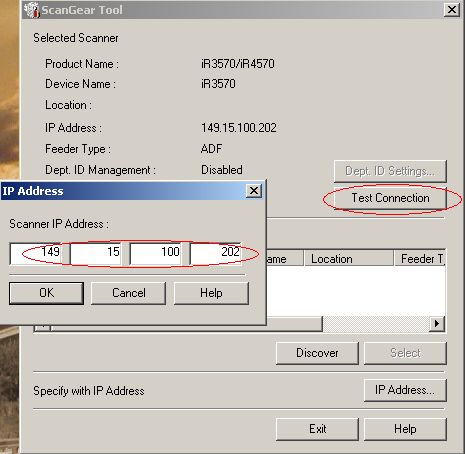 ScanGear Tool
Selected Scanner
Product Name : iR3570/iR4570
Device Name : iR3570
Location :
IP Address : 149.15.100.202
Feeder Type : ADF
Dept. ID Management : Disabled
Dept. ID Settings...
Test Connection
IP Address
Scanner IP Address :
149 15 100 202
OK Cancel Help
ame Location Feeder T
Discover Select
Specify with IP Address IP Address...
Exit Help